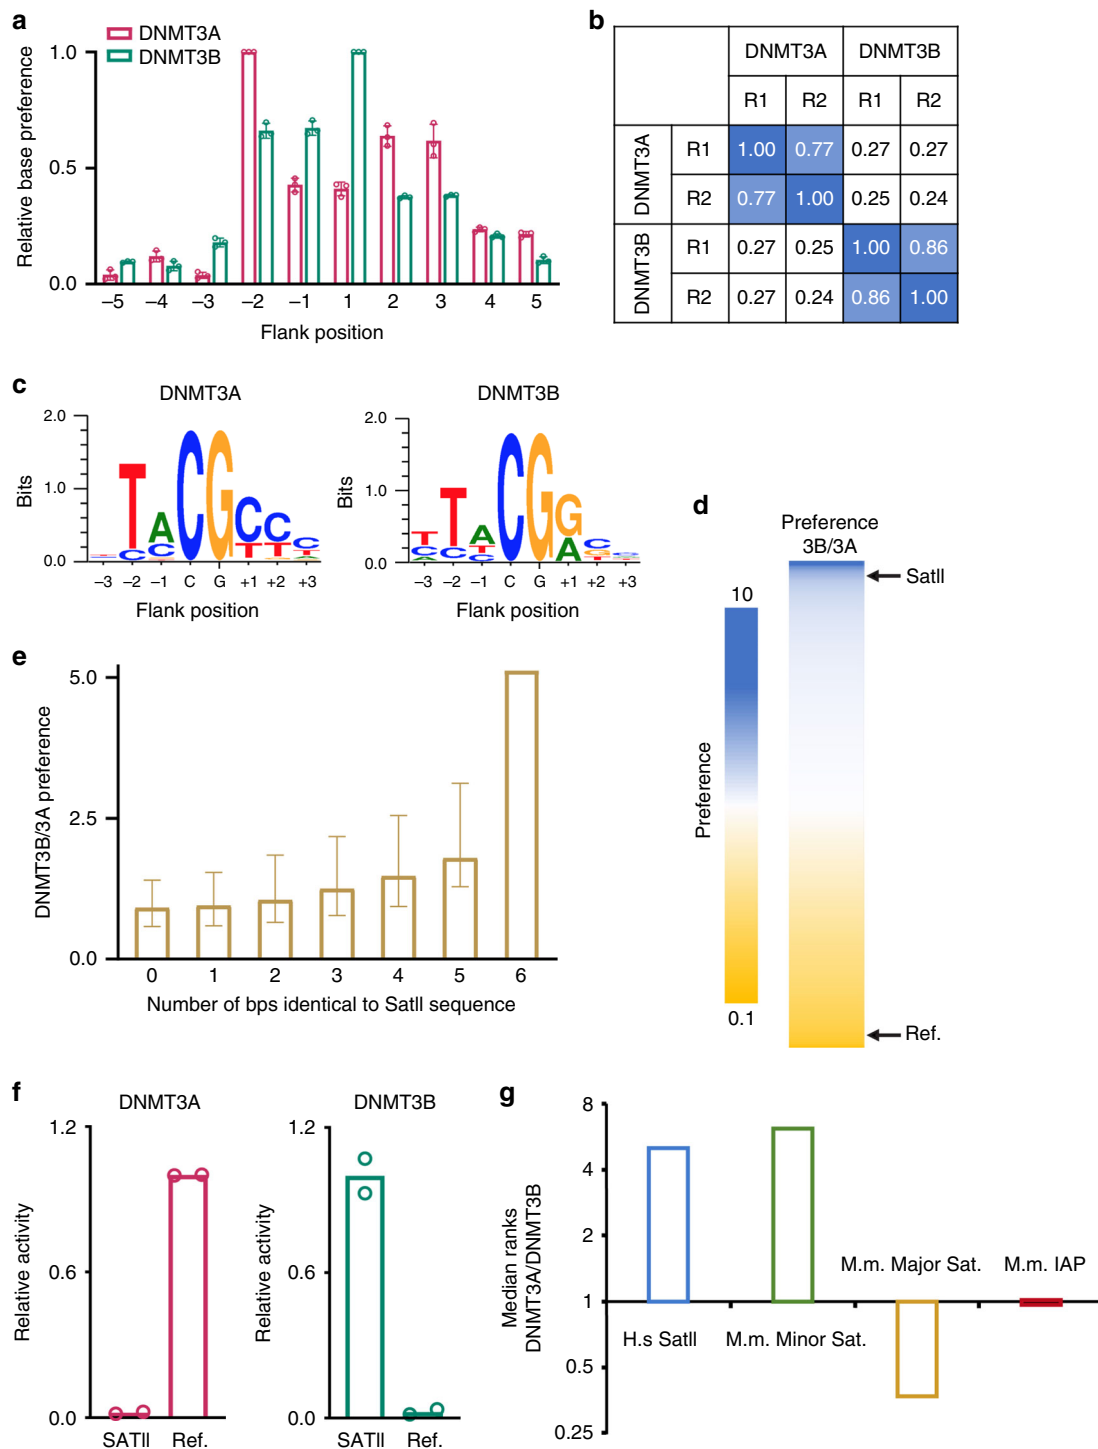 a
DNMT3A
DNMT3B
Relative base preference
1.0
0.5
0.0
–5 –4 –3 –2 –1 1 2 3 4 5
Flank position
b
DNMT3A DNMT3B
R1 R2 R1 R2
DNMT3A
R1 1.00 0.77 0.27 0.27
R2 0.77 1.00 0.25 0.24
DNMT3B
R1 0.27 0.25 1.00 0.86
R2 0.27 0.24 0.86 1.00
c
DNMT3A
Bits
2.0
1.0
0.0
T A C G C C C
C C T T T
–3 –2 –1 C G +1 +2 +3
Flank position
DNMT3B
Bits
2.0
1.0
0.0
T T A C G G C
C C T A G
C
–3 –2 –1 C G +1 +2 +3
Flank position
d
Preference
3B/3A
SatII
Ref.
10
Preference
0.1
e
DNMT3B/3A preference
5.0
2.5
0.0
0 1 2 3 4 5 6
Number of bps identical to SatII sequence
f
DNMT3A
Relative activity
1.2
0.6
0.0
SATII Ref.
DNMT3B
Relative activity
1.2
0.6
0.0
SATII Ref.
g
Median ranks
DNMT3A/DNMT3B
8
4
2
1
0.5
0.25
M.m. Major Sat. M.m. IAP
H.s SatII M.m. Minor Sat.